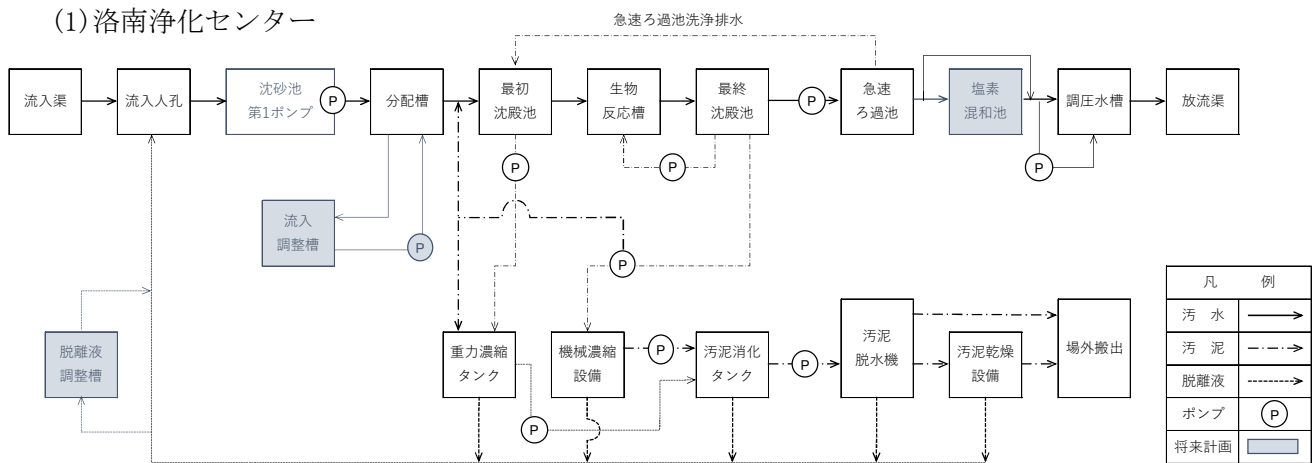 (1)洛南浄化センター
急速ろ過池洗浄排水
流入渠
流入人孔
沈砂池
第1ポンプ
P
分配槽
最初
沈殿池
生物
反応槽
最終
沈殿池
P
急速
ろ過池
塩素
混和池
調圧水槽
放流渠
P
P
P
流入
調整槽
P
P
脱離液
調整槽
重力濃縮
タンク
機械濃縮
設備
P
汚泥消化
タンク
P
汚泥
脱水機
汚泥乾燥
設備
場外搬出
P
凡 例
汚 水
汚 泥
脱離液
ポンプ
P
将来計画